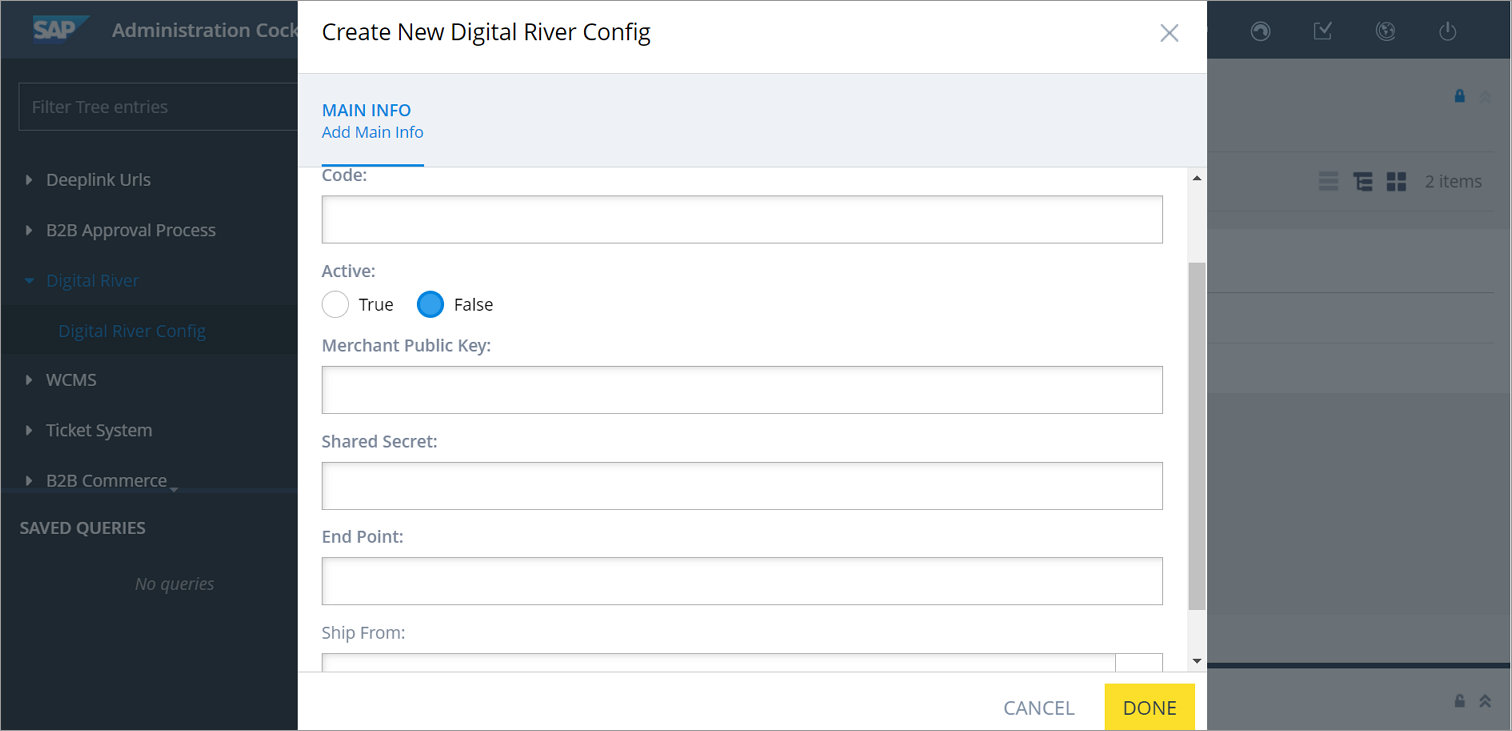 SAP
Administration Cock
Create New Digital River Config
Filter Tree entries
MAIN INFO
Add Main Info
2 items
Deeplink Urls
B2B Approval Process
Digital River
Digital River Config
WCMS
Ticket System
B2B Commerce
SAVED QUERIES
No queries
Code:
Active:
True False
Merchant Public Key:
Shared Secret:
End Point:
Ship From:
CANCEL DONE